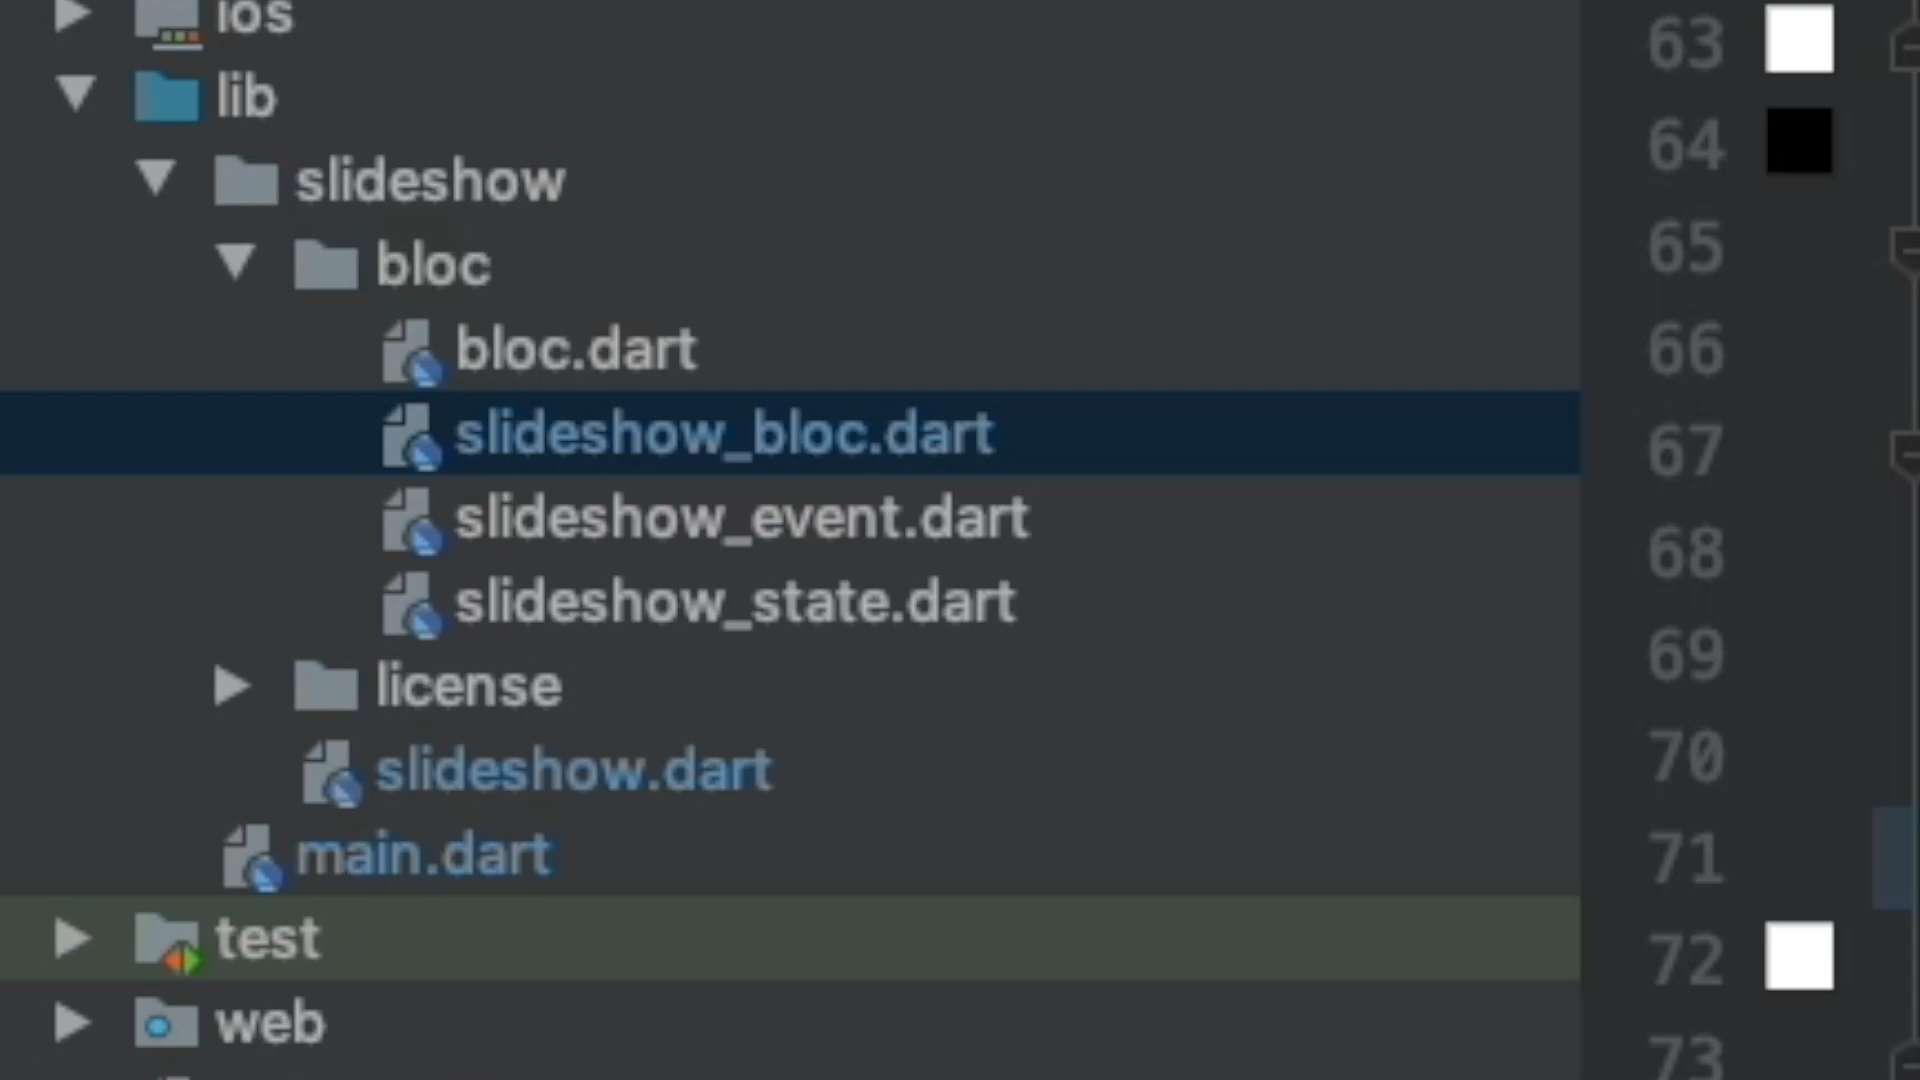 ios
lib
slideshow
bloc
bloc.dart
slideshow_bloc.dart
slideshow_event.dart
slideshow_state.dart
license
slideshow.dart
main.dart
test
web
63
64
65
66
67
68
69
70
71
72
73